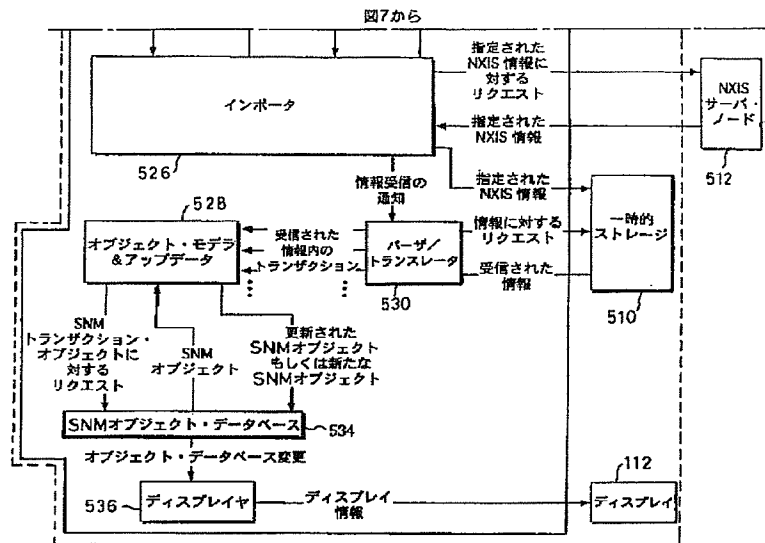 図7から
インポータ
526
指定された
NXIS 情報に
対する
リクエスト
指定された
NXIS 情報
NXIS
サーバ・
ノード
512
情報受信の
通知
指定された
NXIS 情報
528
オブジェクト・モデラ
&アップデータ
受信された
情報内の
トランザクション
パーザ/
トランスレータ
530
情報に対する
リクエスト
受信された
情報
一時的
ストレージ
510
SNM
トランザクション・
オブジェクトに
対する
リクエスト
SNM
オブジェクト
更新された
SNMオブジェクト
もしくは新たな
SNMオブジェクト
SNMオブジェクト・データベース
534
オブジェクト・データベース変更
536
ディスプレイヤ
ディスプレイ
情報
112
ディスプレイ